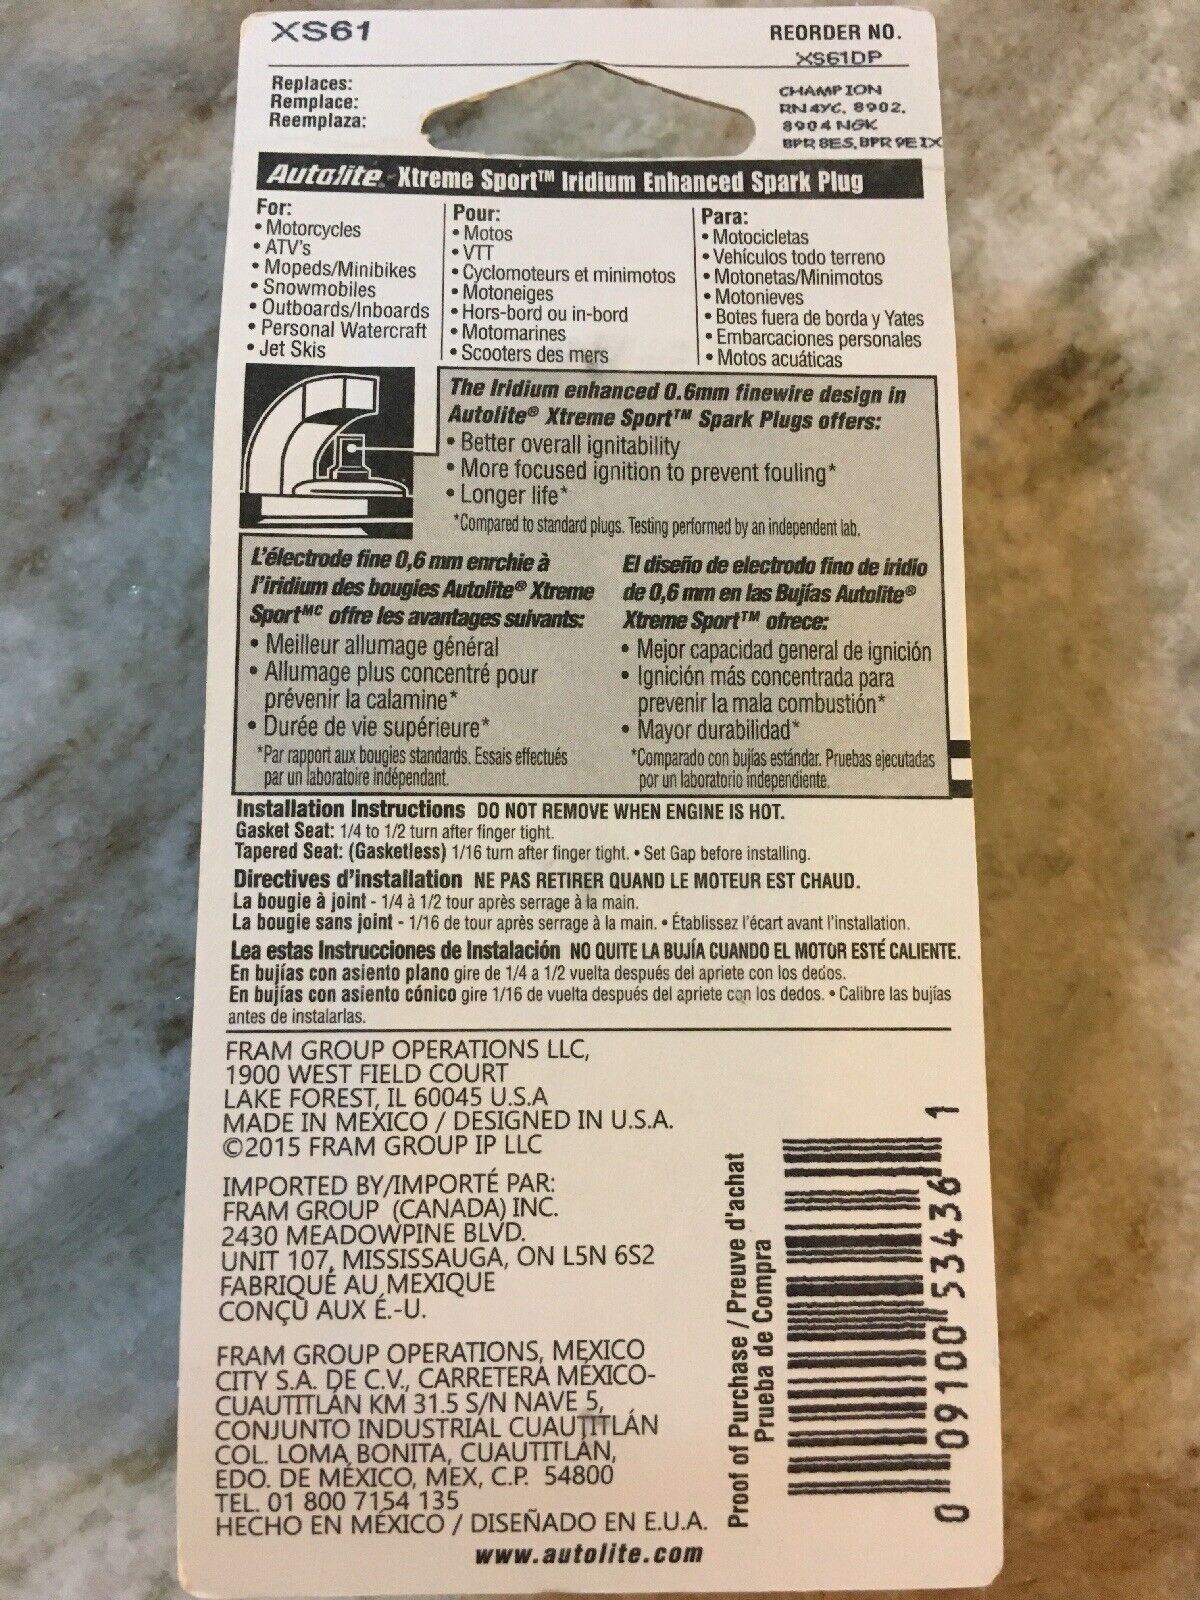 XS61
REORDER NO.
XS61DP
Replaces:
Remplace:
Reemplaza:
CHAMPION
RN4YC, 8902,
8904 NGK
BPR8ES, BPR9EIX
Autolite® Xtreme Sport™ Iridium Enhanced Spark Plug
For:
• Motorcycles
• ATV's
• Mopeds/Minibikes
• Snowmobiles
• Outboards/Inboards
• Personal Watercraft
• Jet Skis
Pour:
• Motos
• VTT
• Cyclomoteurs et minimotos
• Motoneiges
• Hors-bord ou in-bord
• Motomarines
• Scooters des mers
Para:
• Motocicletas
• Vehículos todo terreno
• Motonetas/Minimotos
• Motonieves
• Botes fuera de borda y Yates
• Embarcaciones personales
• Motos acuáticas
The Iridium enhanced 0.6mm finewire design in
Autolite® Xtreme Sport™ Spark Plugs offers:
• Better overall ignitability
• More focused ignition to prevent fouling*
• Longer life*
*Compared to standard plugs. Testing performed by an independent lab.
L'électrode fine 0,6 mm enrchie à
l'iridium des bougies Autolite® Xtreme
Sportᴹᶜ offre les avantages suivants:
• Meilleur allumage général
• Allumage plus concentré pour
prévenir la calamine*
• Durée de vie supérieure*
*Par rapport aux bougies standards. Essais effectués
par un laboratoire indépendant.
El diseño de electrodo fino de iridio
de 0,6 mm en las Bujías Autolite®
Xtreme Sport™ ofrece:
• Mejor capacidad general de ignición
• Ignición más concentrada para
prevenir la mala combustión*
• Mayor durabilidad*
*Comparado con bujías estándar. Pruebas ejecutadas
por un laboratorio independiente.
Installation Instructions DO NOT REMOVE WHEN ENGINE IS HOT.
Gasket Seat: 1/4 to 1/2 turn after finger tight.
Tapered Seat: (Gasketless) 1/16 turn after finger tight. • Set Gap before installing.
Directives d'installation NE PAS RETIRER QUAND LE MOTEUR EST CHAUD.
La bougie à joint - 1/4 à 1/2 tour après serrage à la main.
La bougie sans joint - 1/16 de tour après serrage à la main. • Établissez l'écart avant l'installation.
Lea estas Instrucciones de Instalación NO QUITE LA BUJÍA CUANDO EL MOTOR ESTÉ CALIENTE.
En bujías con asiento plano gire de 1/4 a 1/2 vuelta después del apriete con los dedos.
En bujías con asiento cónico gire 1/16 de vuelta después del apriete con los dedos. • Calibre las bujías
antes de instalarlas.
FRAM GROUP OPERATIONS LLC,
1900 WEST FIELD COURT
LAKE FOREST, IL 60045 U.S.A
MADE IN MEXICO / DESIGNED IN U.S.A.
©2015 FRAM GROUP IP LLC
IMPORTED BY/IMPORTÉ PAR:
FRAM GROUP (CANADA) INC.
2430 MEADOWPINE BLVD.
UNIT 107, MISSISSAUGA, ON L5N 6S2
FABRIQUÉ AU MEXIQUE
CONÇU AUX É.-U.
FRAM GROUP OPERATIONS, MEXICO
CITY S.A. DE C.V., CARRETERA MÉXICO-
CUAUTITLÁN KM 31.5 S/N NAVE 5,
CONJUNTO INDUSTRIAL CUAUTITLÁN
COL. LOMA BONITA, CUAUTITLÁN,
EDO. DE MÉXICO, MEX, C.P. 54800
TEL. 01 800 7154 135
HECHO EN MÉXICO / DISEÑADO EN E.U.A.
www.autolite.com
Proof of Purchase / Preuve d'achat
Prueba de Compra
0 09100 53436 1